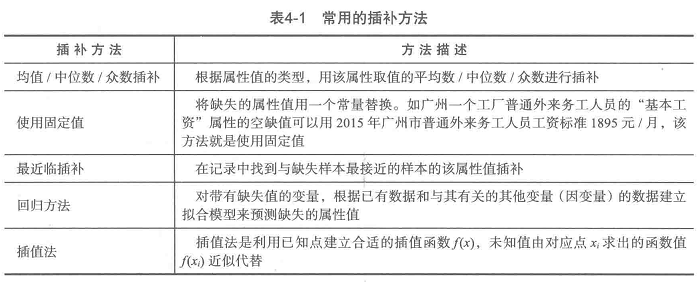 表4-1 常用的插补方法
插补方法 方法描述
均值/中位数/众数插补 根据属性值的类型，用该属性取值的平均数/中位数/众数进行插补
将缺失的属性值用一个常量替换。如广州一个工厂普通外来务工人员的“基本工
使用固定值 资”属性的空缺值可以用2015年广州市普通外来务工人员工资标准1895元/月，该
方法就是使用固定值
最近临插补 在记录中找到与缺失样本最接近的样本的该属性值插补
对带有缺失值的变量，根据已有数据和与其有关的其他变量（因变量）的数据建立
回归方法
拟合模型来预测缺失的属性值
插值法是利用已知点建立合适的插值函数f(x)，未知值由对应点xi求出的函数值
插值法
f(xi)近似代替